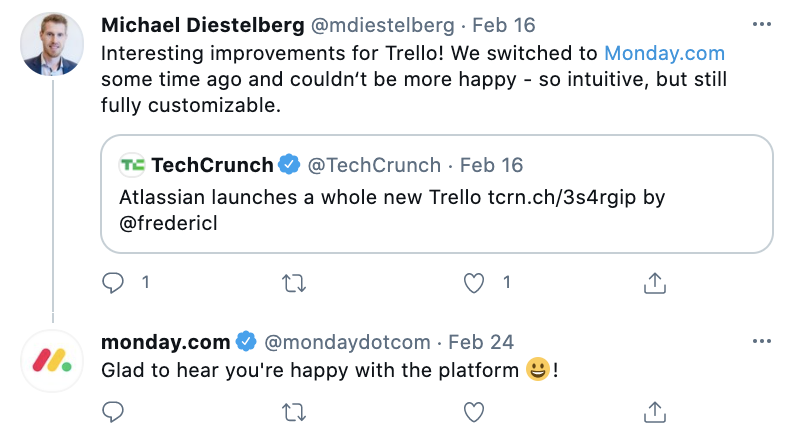 Michael Diestelberg @mdiestelberg · Feb 16
Interesting improvements for Trello! We switched to Monday.com
some time ago and couldn‘t be more happy - so intuitive, but still
fully customizable.
TechCrunch @TechCrunch · Feb 16
Atlassian launches a whole new Trello tcrn.ch/3s4rgip by
@fredericl
1 1
monday.com @mondaydotcom · Feb 24
Glad to hear you're happy with the platform 😀!